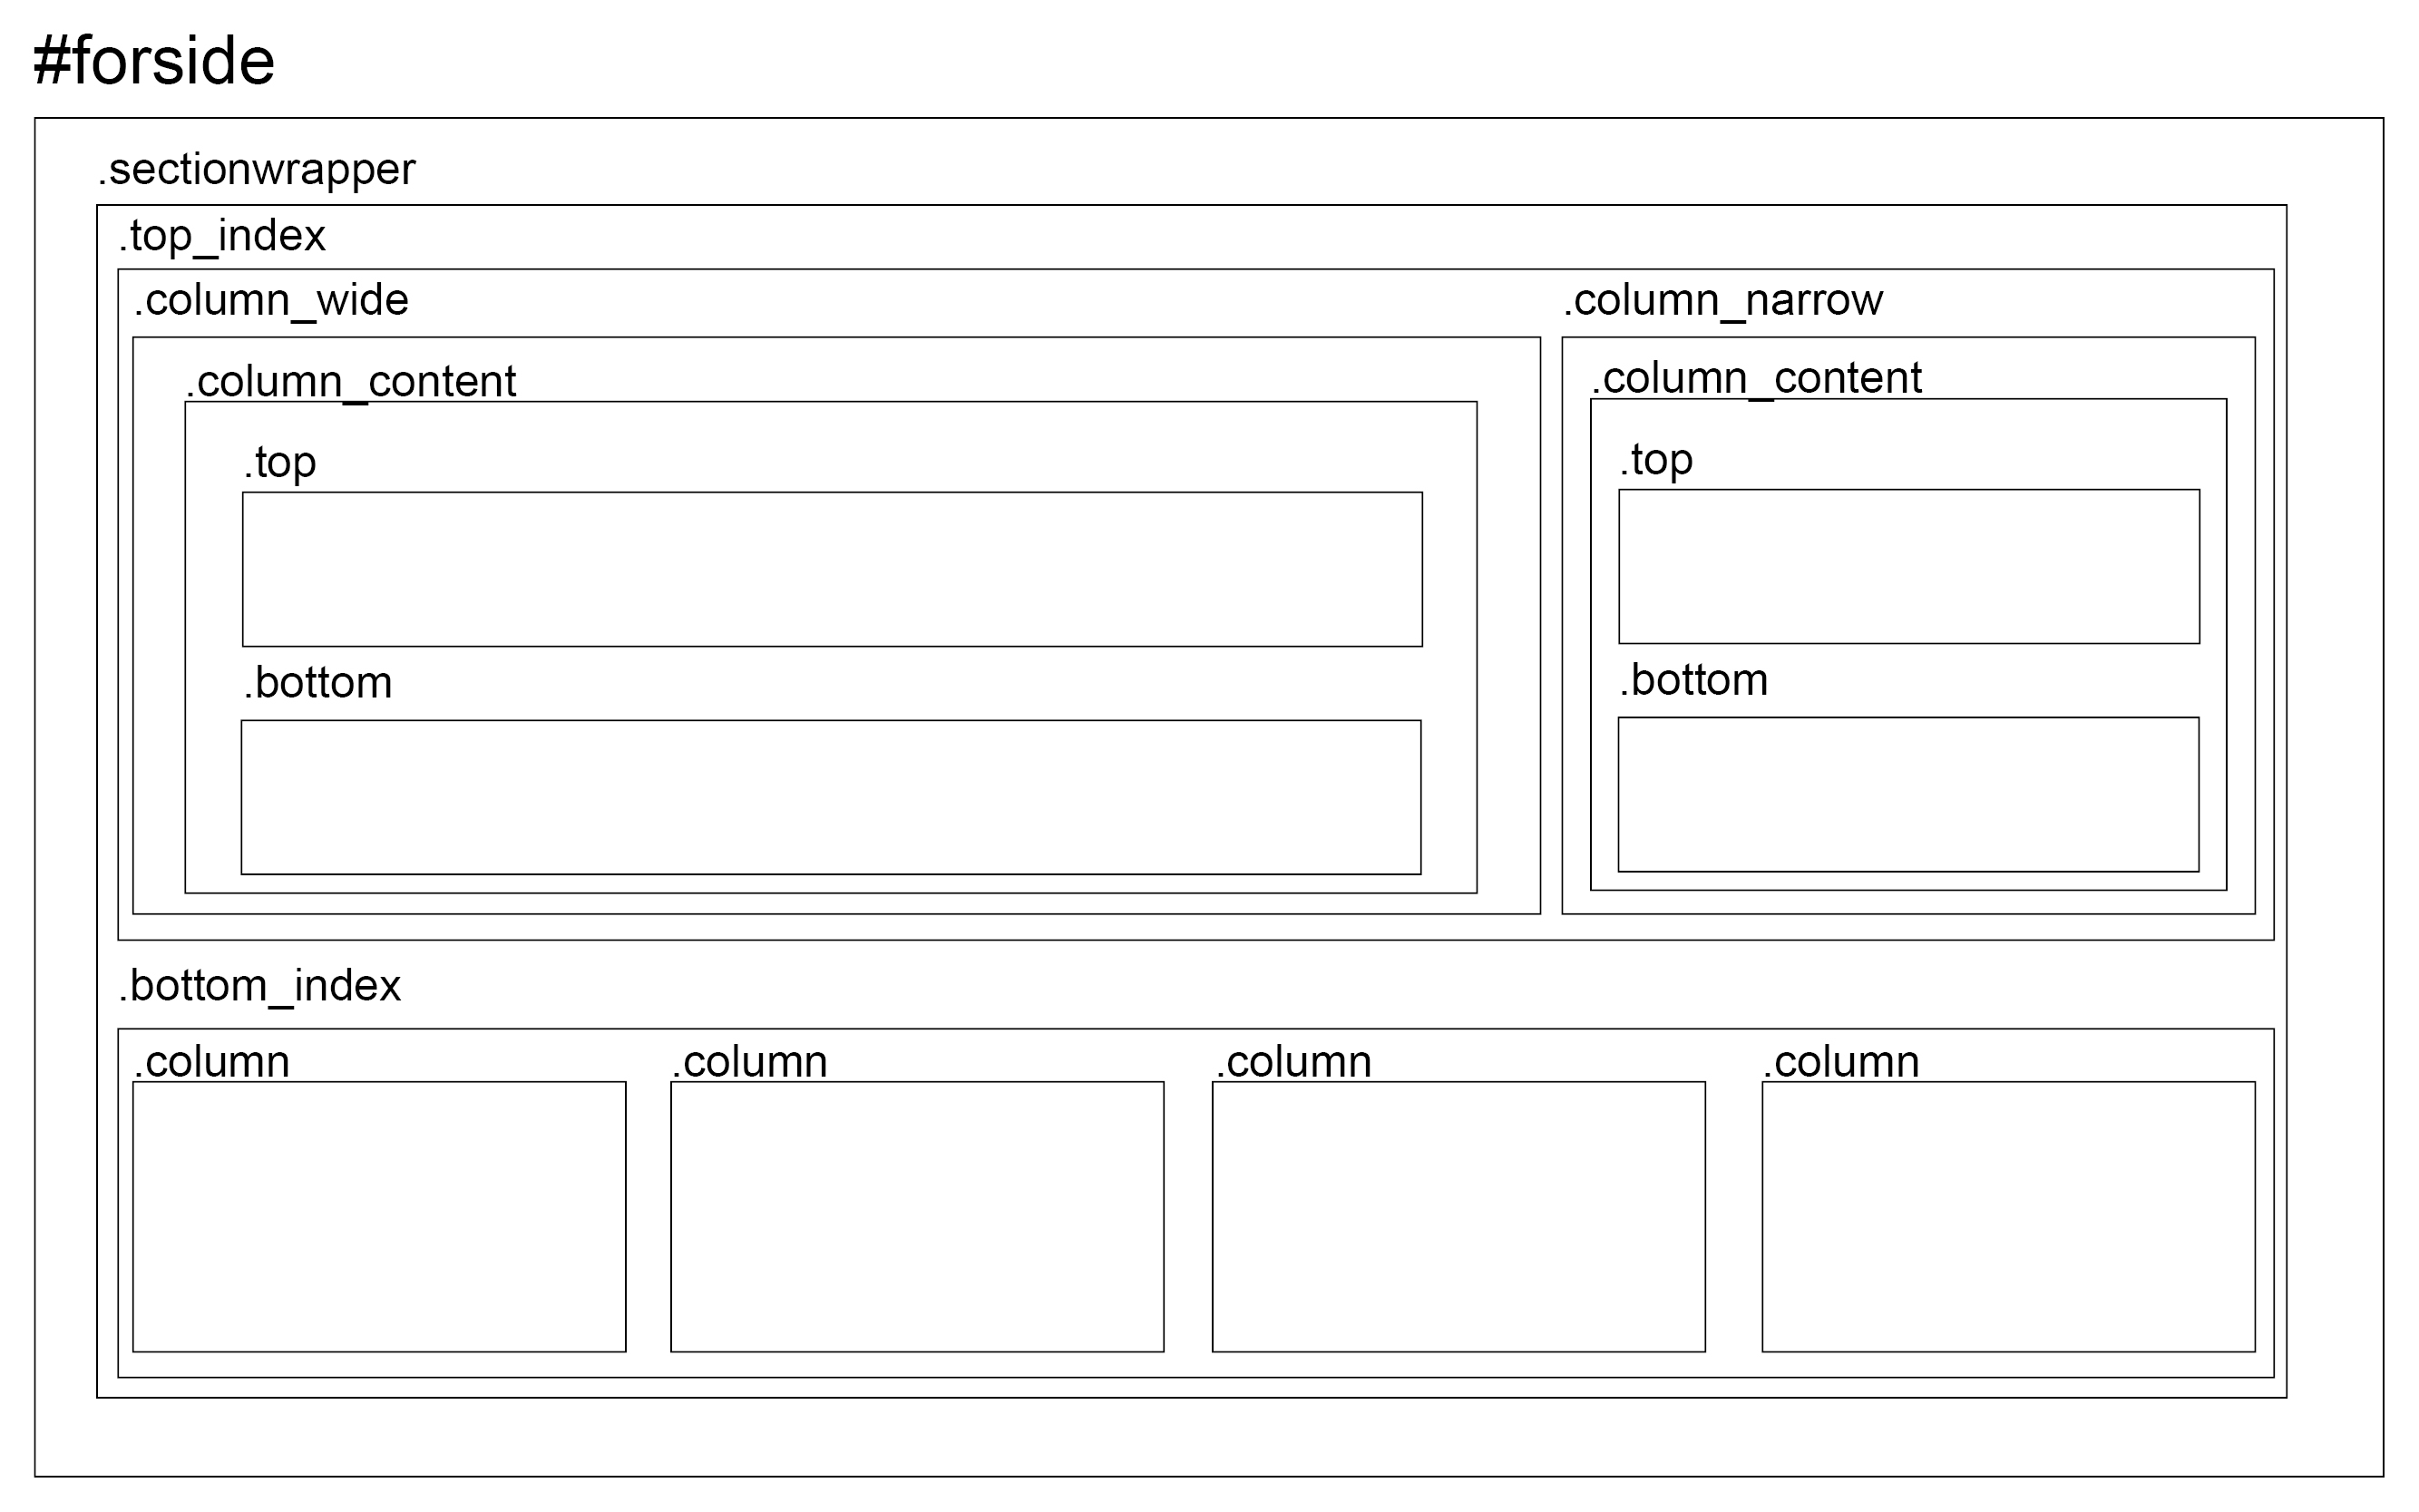 #forside
.sectionwrapper
.top_index
.column_wide
.column_content
.top
.bottom
.column_narrow
.column_content
.top
.bottom
.bottom_index
.column
.column
.column
.column